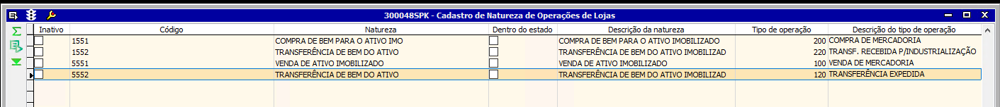 300048SPK - Cadastro de Natureza de Operações de Lojas
Inativo Código Natureza Dentro do estado Descrição da natureza Tipo de operação Descrição do tipo de operação
1551 COMPRA DE BEM PARA O ATIVO IMO COMPRA DE BEM PARA O ATIVO IMOBILIZADO 200 COMPRA DE MERCADORIA
1552 TRANSFERÊNCIA DE BEM DO ATIVO TRANSFERÊNCIA DE BEM DO ATIVO IMOBILIZAD 220 TRANSF. RECEBIDA P/INDUSTRIALIZAÇÃO
5551 VENDA DE ATIVO IMOBILIZADO VENDA DE ATIVO IMOBILIZADO 100 VENDA DE MERCADORIA
5552 TRANSFERÊNCIA DE BEM DO ATIVO TRANSFERÊNCIA DE BEM DO ATIVO IMOBILIZAD 120 TRANSFERÊNCIA EXPEDIDA